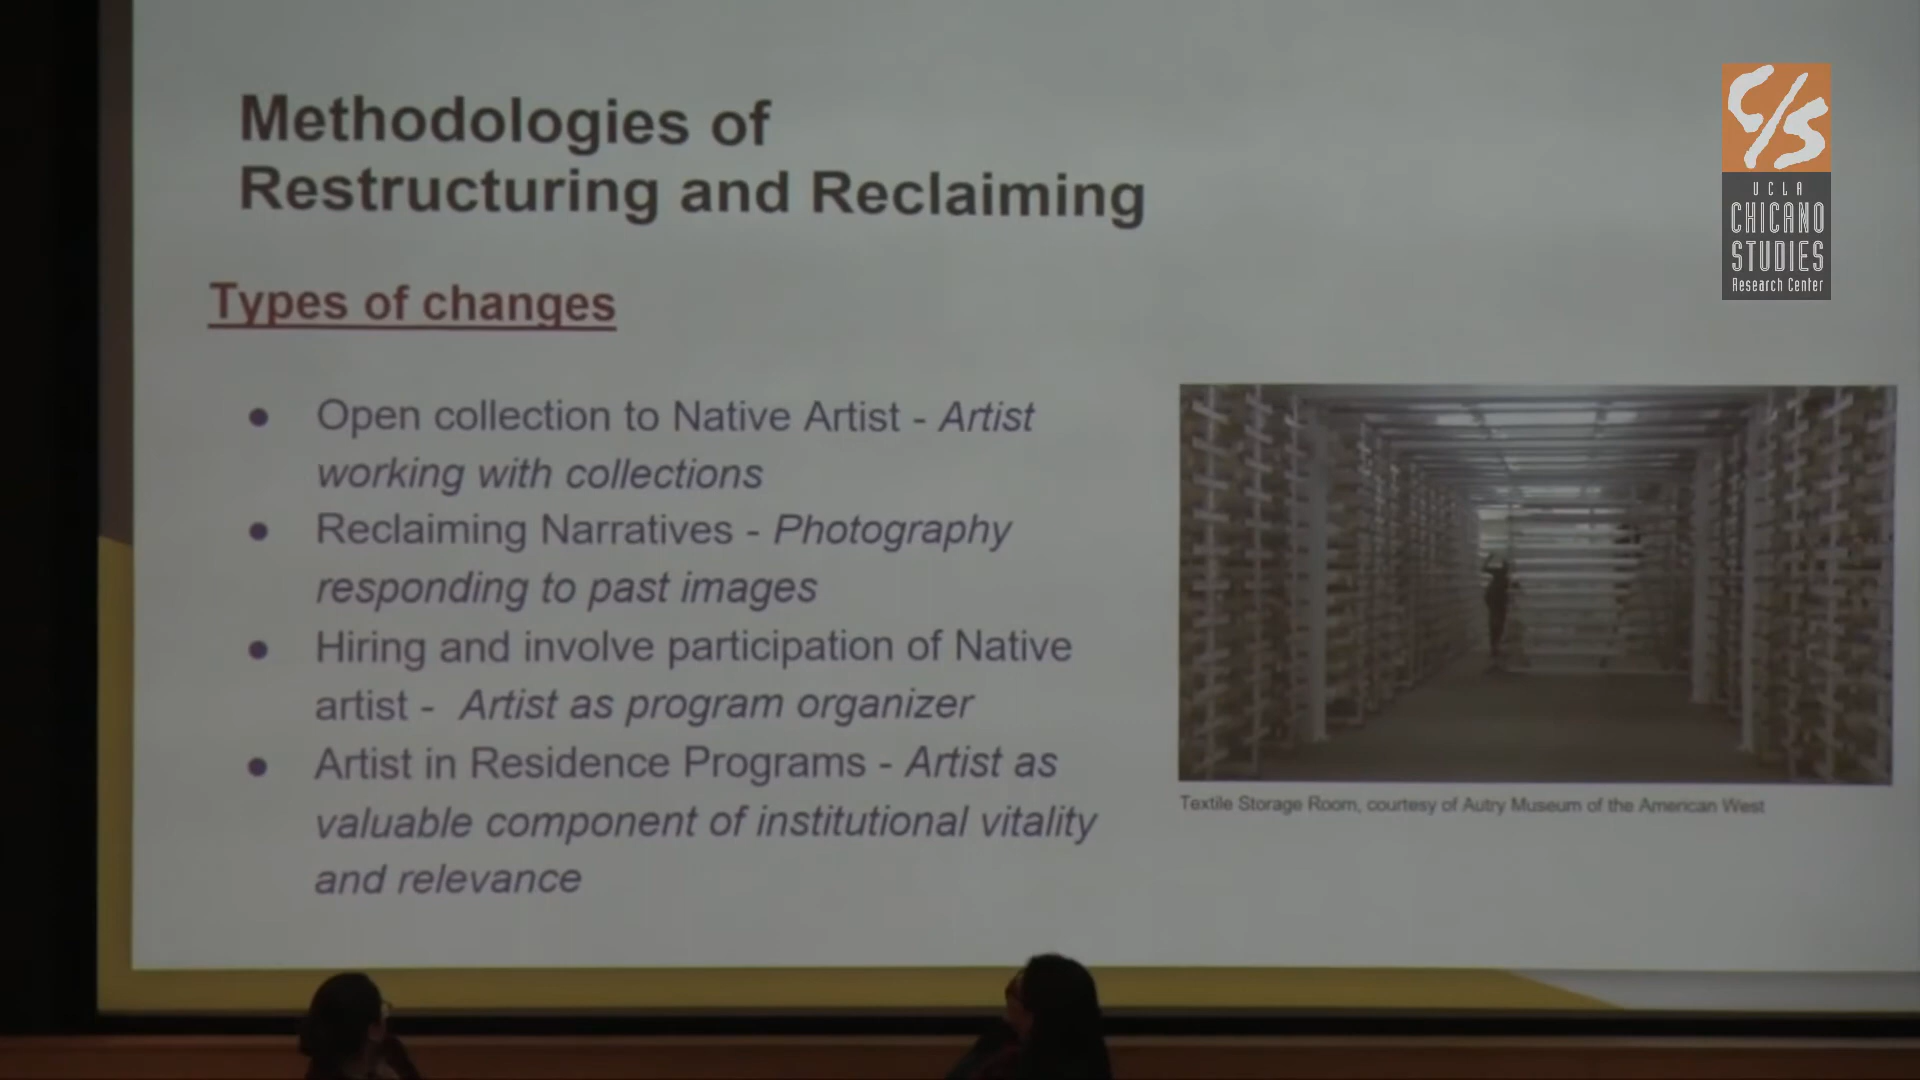 Methodologies of
Restructuring and Reclaiming
Types of changes
Open collection to Native Artist - Artist
working with collections
Reclaiming Narratives - Photography
responding to past images
Hiring and involve participation of Native
artist - Artist as program organizer
Artist in Residence Programs - Artist as
valuable component of institutional vitality
and relevance
Textile Storage Room, courtesy of Autry Museum of the American West
C/S
UCLA
CHICANO
STUDIES
Research Center